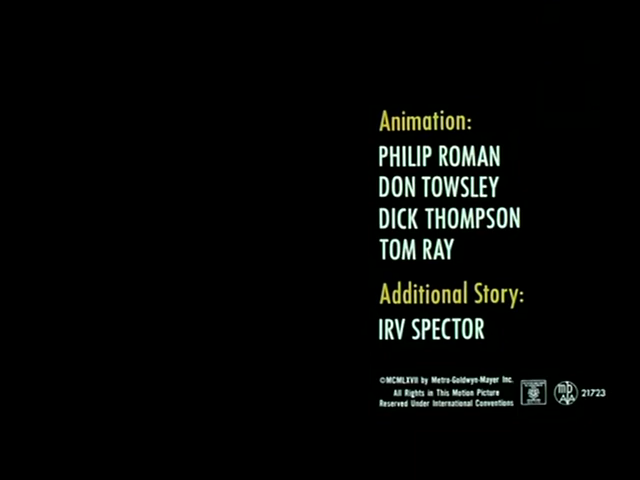 Animation:
PHILIP ROMAN
DON TOWSLEY
DICK THOMPSON
TOM RAY
Additional Story:
IRV SPECTOR
©MCMLXVII by Metro-Goldwyn-Mayer Inc.
All Rights in This Motion Picture
Reserved Under International Conventions
21723